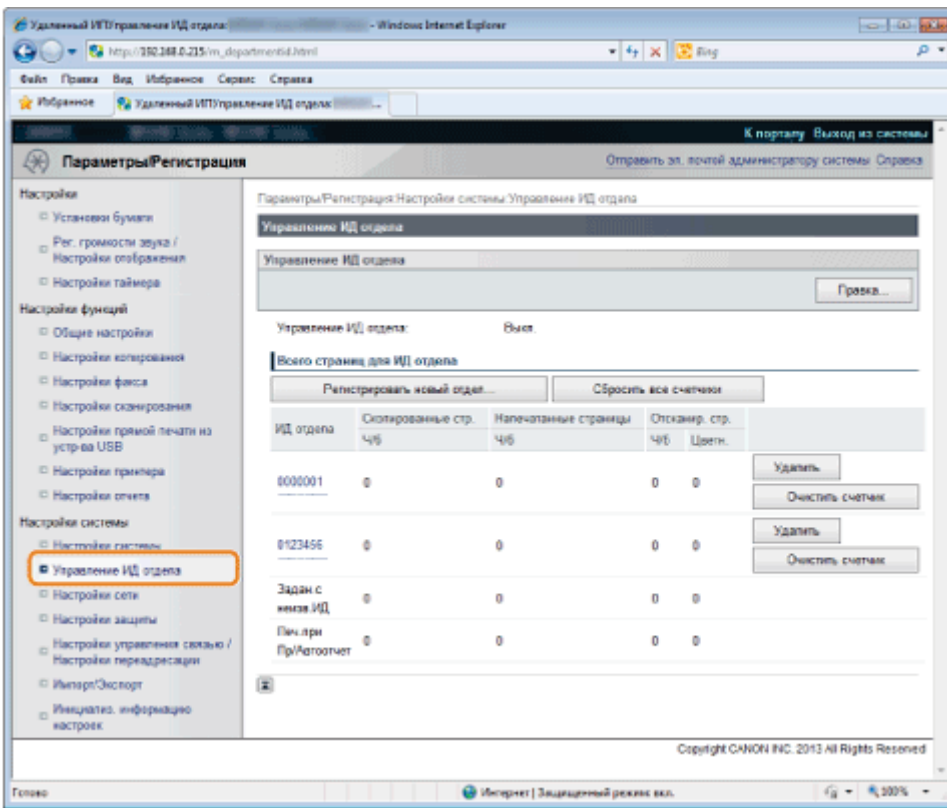 Удаленный ИП:Управление ИД отдела: - Windows Internet Explorer
http://192.168.0.215/m_departmentid.html
Bing
Файл Правка Вид Избранное Сервис Справка
Избранное Удаленный ИП:Управление ИД отдела: ...
К порталу Выход из системы
Параметры/Регистрация
Отправить эл. почтой администратору системы Справка
Настройки
Установки бумаги
Рег. громкости звука /
Настройки отображения
Настройки таймера
Настройки функций
Общие настройки
Настройки копирования
Настройки факса
Настройки сканирования
Настройки прямой печати из
устр-ва USB
Настройки принтера
Настройки отчета
Настройки системы
Настройки системы
Управление ИД отдела
Настройки сети
Настройки защиты
Настройки управления связью /
Настройки переадресации
Импорт/Экспорт
Инициализ. информацию
настроек
Параметры/Регистрация:Настройки системы:Управление ИД отдела
Управление ИД отдела
Управление ИД отдела
Правка...
Управление ИД отдела: Выкл.
Всего страниц для ИД отдела
Регистрировать новый отдел... Сбросить все счетчики
ИД отдела Скопированные стр. Напечатанные страницы Отсканир. стр.
Ч/б Ч/б Ч/б Цветн.
0000001 0 0 0 0 Удалить
Очистить счетчик
0123456 0 0 0 0 Удалить
Очистить счетчик
Задан.с
неизв.ИД 0 0 0 0
Печ.при
Пр/Автоотчет 0 0 0 0
Copyright CANON INC. 2013 All Rights Reserved
Готово Интернет | Защищенный режим: вкл. 100%